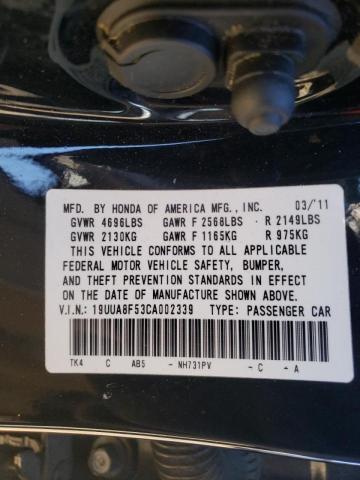 MFD. BY HONDA OF AMERICA MFG., INC. 03/'11
GVWR 4696LBS GAWR F 2568LBS · R 2149LBS
GVWR 2130KG GAWR F 1165KG R 975KG
THIS VEHICLE CONFORMS TO ALL APPLICABLE
FEDERAL MOTOR VEHICLE SAFETY, BUMPER,
AND THEFT PREVENTION STANDARDS IN EFFECT
ON THE DATE OF MANUFACTURE SHOWN ABOVE.
V.I.N.: 19UUA8F53CA002339 TYPE: PASSENGER CAR
TK4 C AB5 - NH731PV - C - A